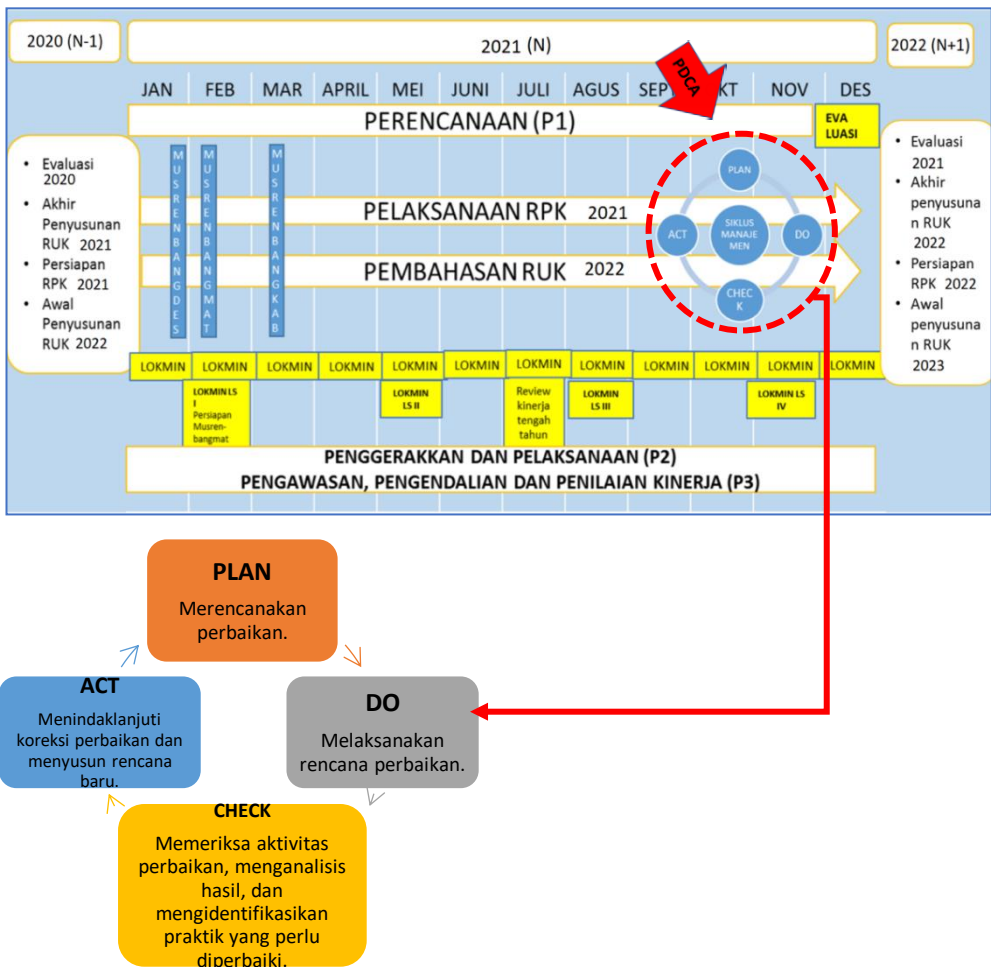 2020 (N-1)
2021 (N)
2022 (N+1)
PDCA
JAN FEB MAR APRIL MEI JUNI JULI AGUS SEP KT NOV DES
PERENCANAAN (P1)
EVA
LUASI
• Evaluasi
2020
• Akhir
Penyusunan
RUK 2021
• Persiapan
RPK 2021
• Awal
Penyusunan
RUK 2022
MUSRENBANGDES
MUSRENBANGMAT
MUSRENBANGKAB
PELAKSANAAN RPK 2021
PEMBAHASAN RUK 2022
PLAN
ACT
SIKLUS
MANAJE
MEN
DO
CHEC
K
• Evaluasi
2021
• Akhir
penyusuna
n RUK
2022
• Persiapan
RPK 2022
• Awal
penyusuna
n RUK
2023
LOKMIN LOKMIN LOKMIN LOKMIN LOKMIN LOKMIN LOKMIN LOKMIN LOKMIN LOKMIN LOKMIN LOKMIN
LOKMIN LS
I
Persiapan
Musren-
bangmat
LOKMIN
LS II
Review
kinerja
tengah
tahun
LOKMIN
LS III
LOKMIN LS
IV
PENGGERAKKAN DAN PELAKSANAAN (P2)
PENGAWASAN, PENGENDALIAN DAN PENILAIAN KINERJA (P3)
PLAN
Merencanakan
perbaikan.
ACT
Menindaklanjuti
koreksi perbaikan dan
menyusun rencana
baru.
DO
Melaksanakan
rencana perbaikan.
CHECK
Memeriksa aktivitas
perbaikan, menganalisis
hasil, dan
mengidentifikasikan
praktik yang perlu
diperbaiki.